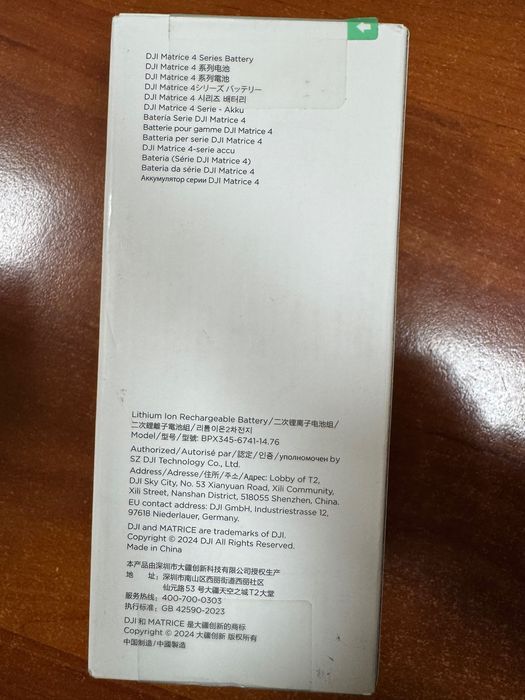 DJI Matrice 4 Series Battery
DJI Matrice 4 系列电池
DJI Matrice 4 系列電池
DJI Matrice 4シリーズ バッテリー
DJI Matrice 4 시리즈 배터리
DJI Matrice 4 Serie - Akku
Batería Serie DJI Matrice 4
Batterie pour gamme DJI Matrice 4
Batteria per serie DJI Matrice 4
DJI Matrice 4-serie accu
Bateria (Série DJI Matrice 4)
Bateria da série DJI Matrice 4
Аккумулятор серии DJI Matrice 4
Lithium Ion Rechargeable Battery/二次锂离子电池组/
二次鋰離子電池組/리튬이온2차전지
Model/型号/型號: BPX345-6741-14.76
Authorized/Autorisé par/認定/인증/уполномочен by
SZ DJI Technology Co., Ltd.
Address/Adresse/住所/주소/Адрес: Lobby of T2,
DJI Sky City, No. 53 Xianyuan Road, Xili Community,
Xili Street, Nanshan District, 518055 Shenzhen, China.
EU contact address: DJI GmbH, Industriestrasse 12,
97618 Niederlauer, Germany.
DJI and MATRICE are trademarks of DJI.
Copyright © 2024 DJI All Rights Reserved.
Made in China
本产品由深圳市大疆创新科技有限公司授权生产
地 址: 深圳市南山区西丽街道西丽社区
仙元路53号大疆天空之城T2大堂
服务热线: 400-700-0303
执行标准: GB 42590-2023
DJI 和 MATRICE 是大疆创新的商标
Copyright © 2024 大疆创新 版权所有
中国制造/中國製造